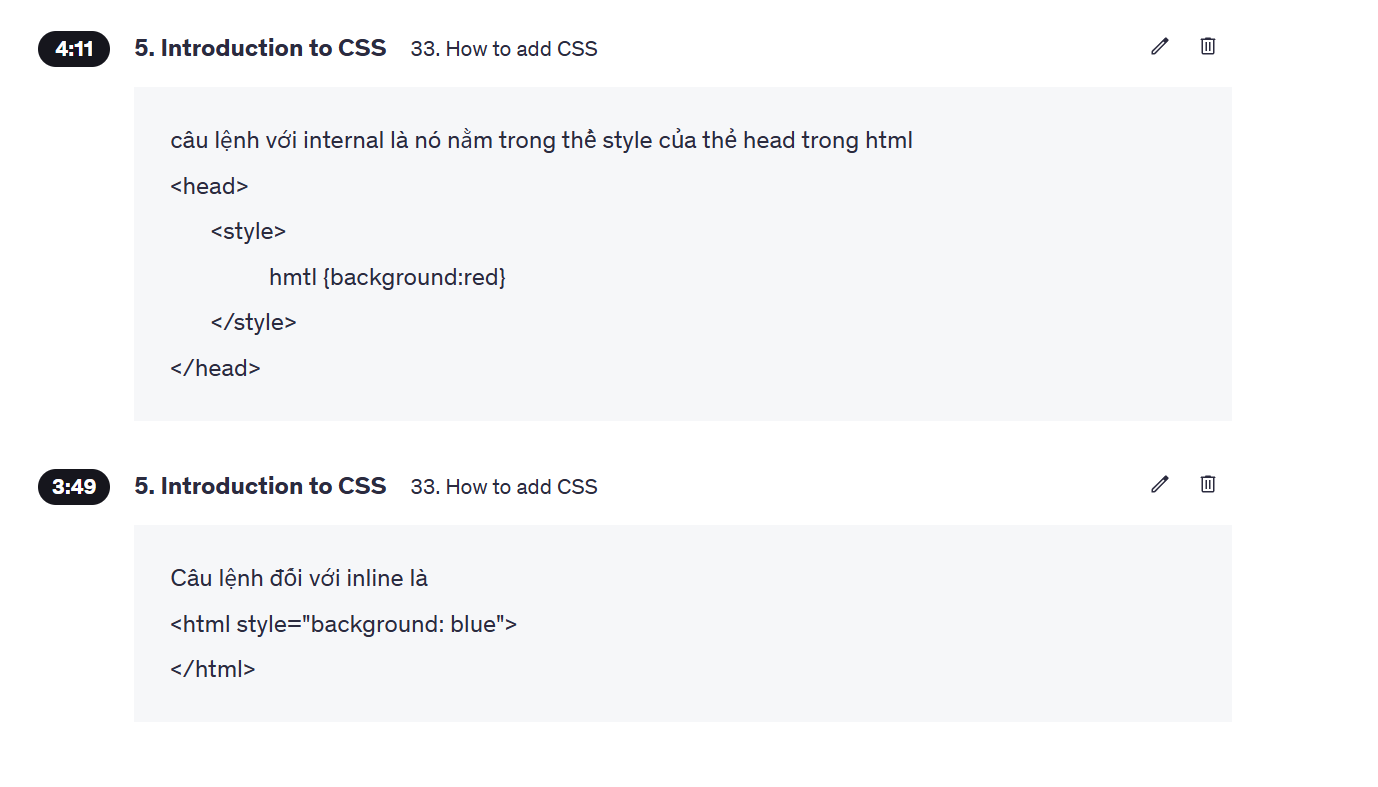 4:11 5. Introduction to CSS 33. How to add CSS
câu lệnh với internal là nó nằm trong thể style của thẻ head trong html
<head>
<style>
hmtl {background:red}
</style>
</head>
3:49 5. Introduction to CSS 33. How to add CSS
Câu lệnh đối với inline là
<html style="background: blue">
</html>